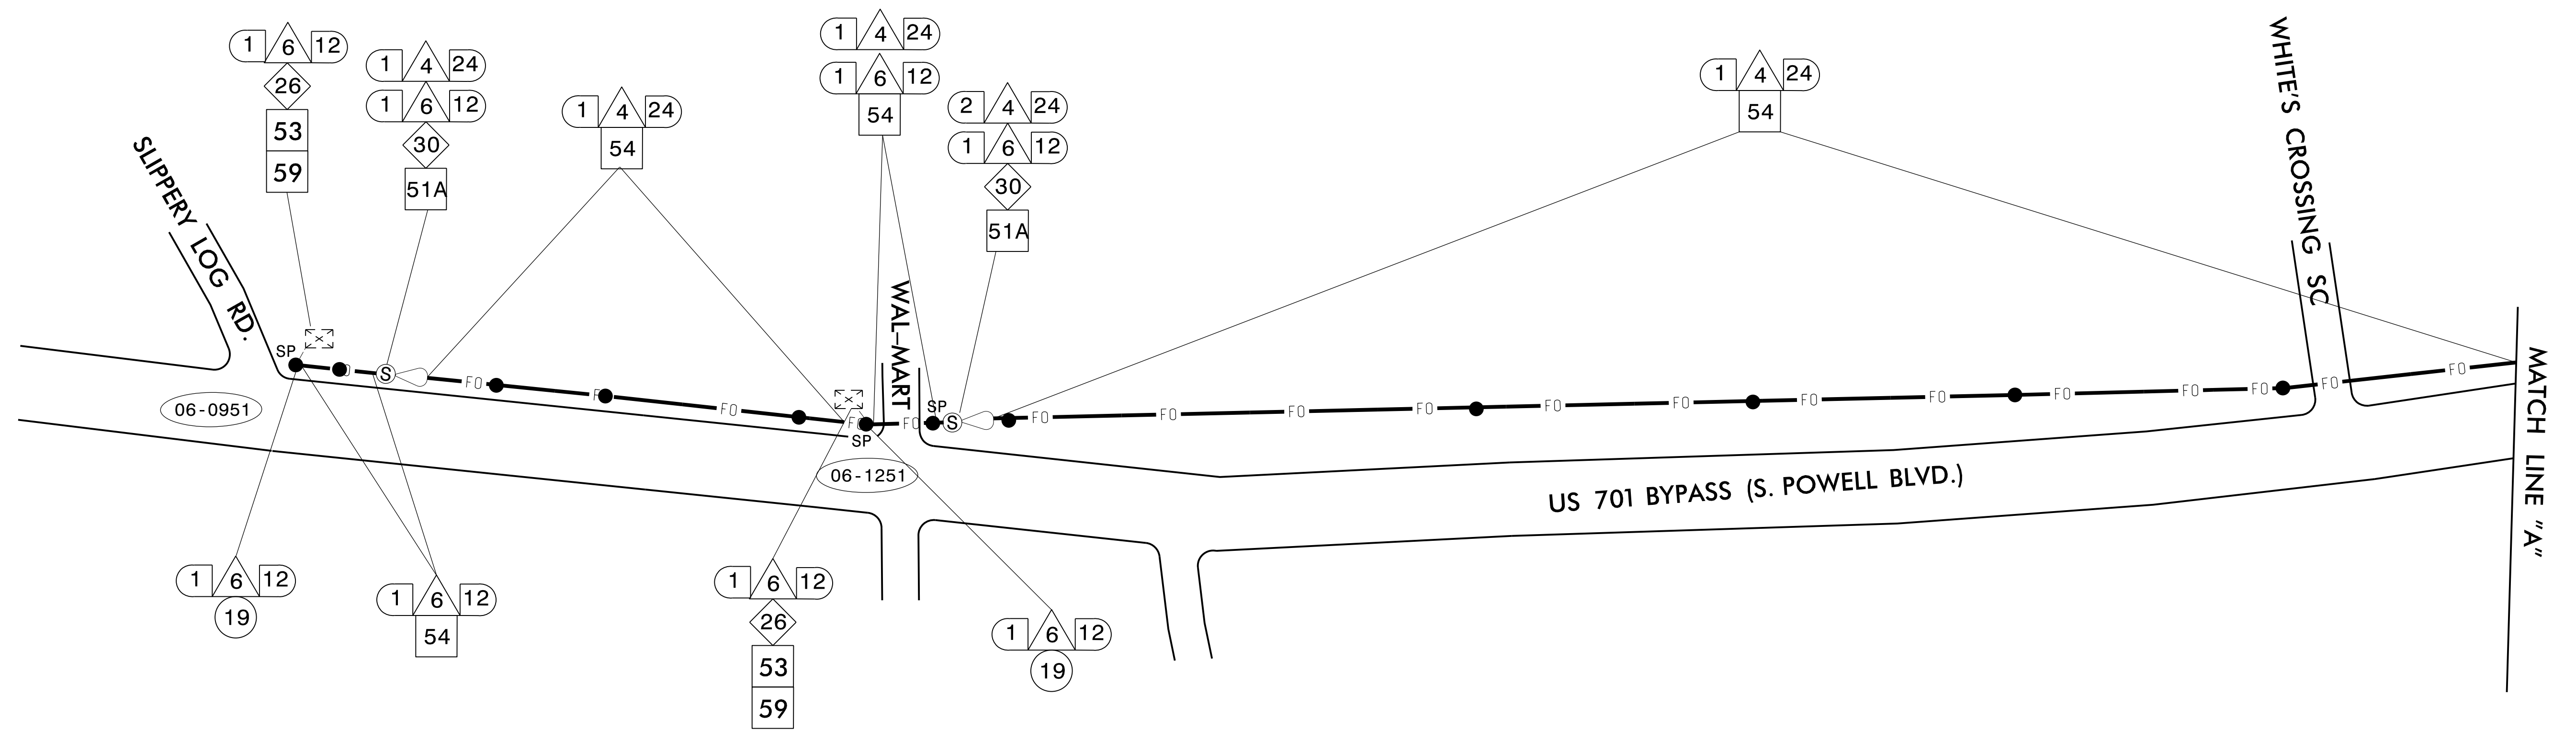 1 6 12
26
53
59
1 4 24
1 6 12
30
51A
1 4 24
54
1 4 24
1 6 12
54
2 4 24
1 6 12
30
51A
1 4 24
54
SLIPPERY LOG RD.
WAL-MART
WHITE'S CROSSING SC
MATCH LINE "A"
SP
X
S
FO
FO
FO
X
FO
SP
FO
SP
S
FO
FO
FO
FO
FO
FO
FO
FO
FO
FO
FO
FO
FO
06-0951
06-1251
US 701 BYPASS (S. POWELL BLVD.)
1 6 12
19
1 6 12
54
1 6 12
26
53
59
1 6 12
19